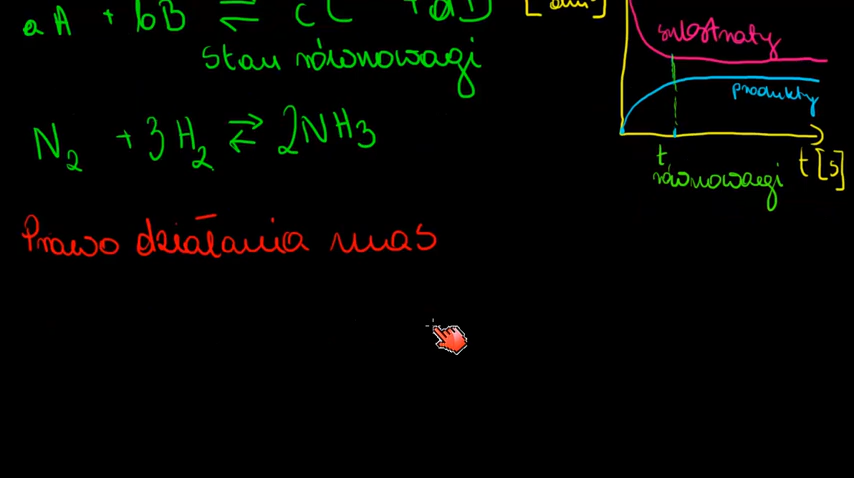 aA + bB ⇌ cC + dD
stan równowagi
N₂ + 3H₂ ⇌ 2NH3
Prawo działania mas
substraty
produkty
t
równowagi
t [s]